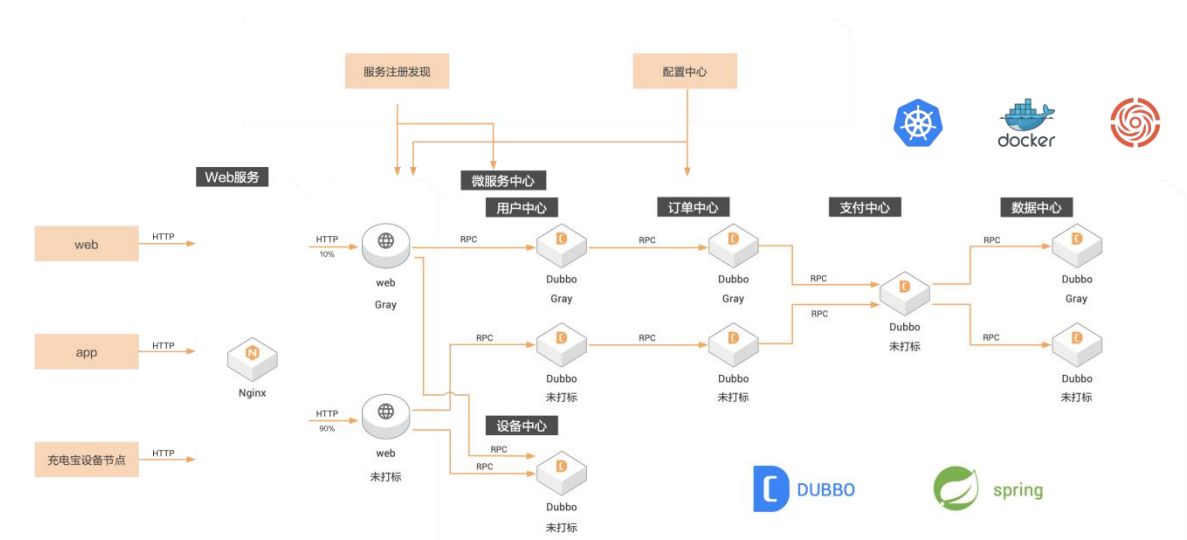 服务注册发现
配置中心
docker
Web服务
微服务中心
用户中心
订单中心
支付中心
数据中心
web
HTTP
HTTP
10%
web
Gray
RPC
Dubbo
Gray
RPC
Dubbo
Gray
RPC
RPC
Dubbo
未打标
RPC
Dubbo
Gray
app
HTTP
Nginx
RPC
Dubbo
未打标
RPC
Dubbo
未打标
RPC
Dubbo
未打标
HTTP
90%
web
未打标
充电宝设备节点
HTTP
设备中心
RPC
RPC
Dubbo
未打标
DUBBO
spring